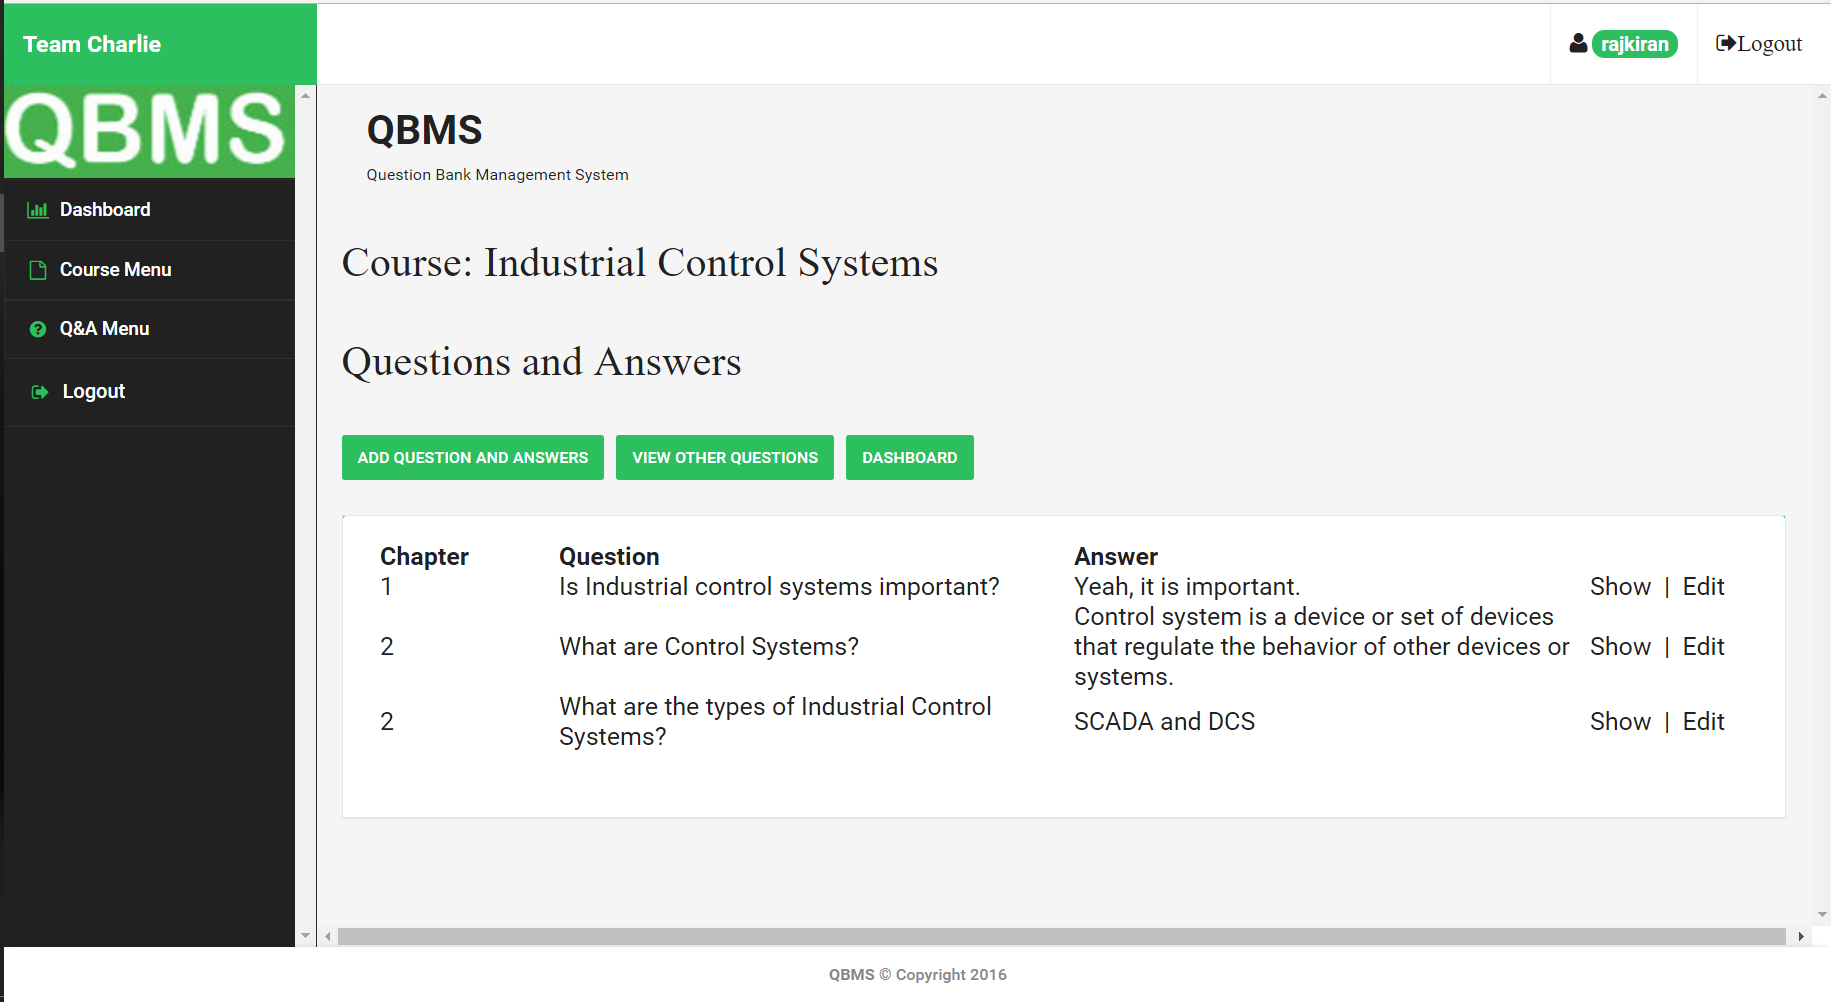 Team Charlie
rajkiran
Logout
QBMS
Dashboard
Course Menu
Q&A Menu
Logout
QBMS
Question Bank Management System
Course: Industrial Control Systems
Questions and Answers
ADD QUESTION AND ANSWERS
VIEW OTHER QUESTIONS
DASHBOARD
Chapter Question Answer
1 Is Industrial control systems important? Yeah, it is important. Show | Edit
Control system is a device or set of devices
2 What are Control Systems? that regulate the behavior of other devices or Show | Edit
systems.
What are the types of Industrial Control
2 SCADA and DCS Show | Edit
Systems?
QBMS © Copyright 2016